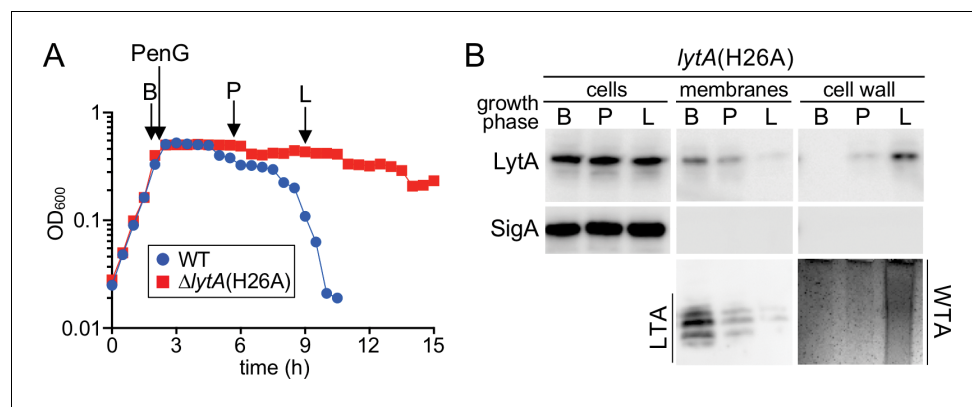 A
PenG
B
P
L
1
0.1
0.01
OD600
WT
ΔlytA(H26A)
0
3
6
9
12
15
time (h)
B
lytA(H26A)
cells
membranes
cell wall
growth phase
B P L B P L B P L
LytA
SigA
LTA
WTA